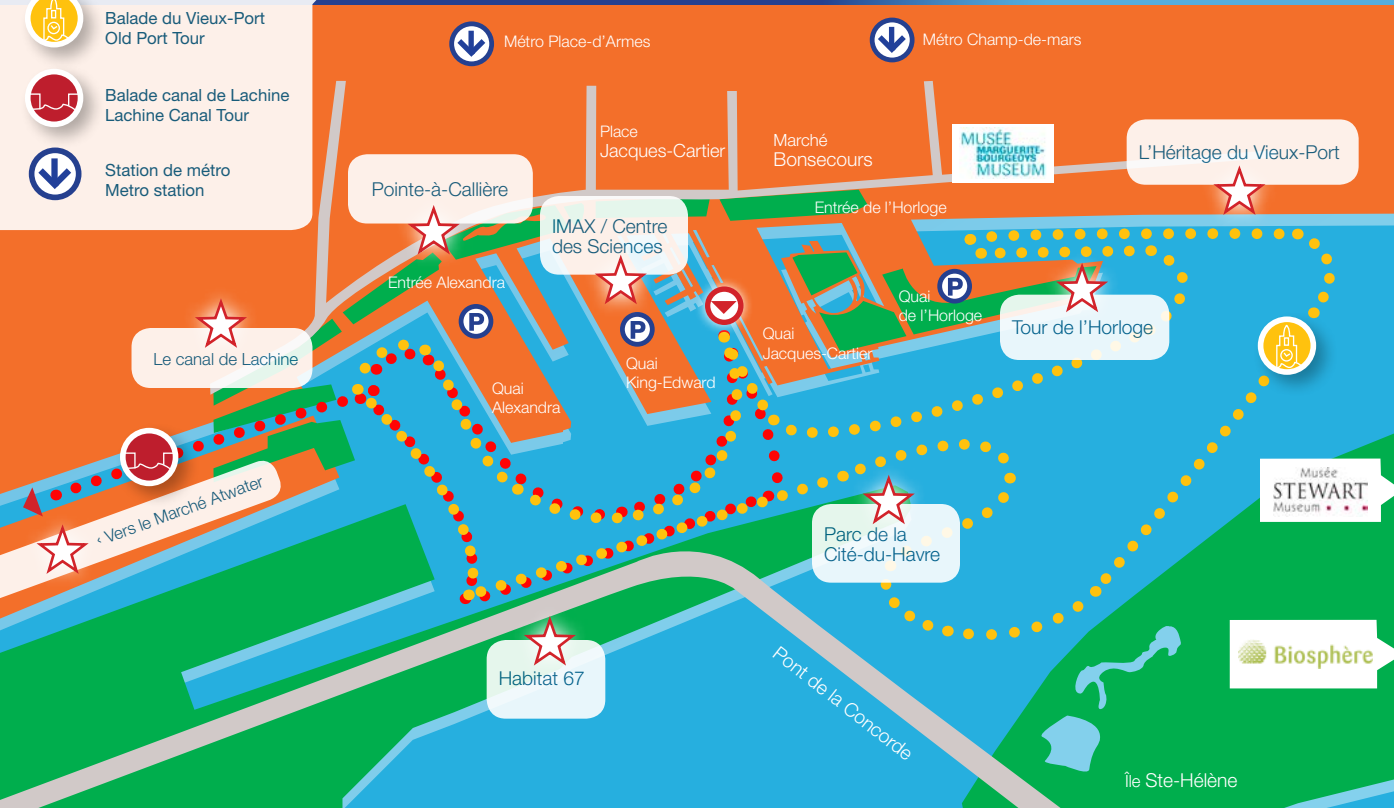 Balade du Vieux-Port
Old Port Tour
Balade canal de Lachine
Lachine Canal Tour
Station de métro
Metro station
Métro Place-d'Armes
Métro Champ-de-mars
Place
Jacques-Cartier
Marché
Bonsecours
MUSÉE
MARGUERITE-
BOURGEOYS
MUSEUM
L'Héritage du Vieux-Port
Pointe-à-Callière
IMAX / Centre
des Sciences
Entrée de l'Horloge
Entrée Alexandra
P
P
P
Quai
de l'Horloge
Tour de l'Horloge
Quai
Jacques-Cartier
Le canal de Lachine
Quai
King-Edward
Quai
Alexandra
‹ Vers le Marché Atwater
Musée
STEWART
Museum
Parc de la
Cité-du-Havre
Habitat 67
Pont de la Concorde
Biosphère
Île Ste-Hélène